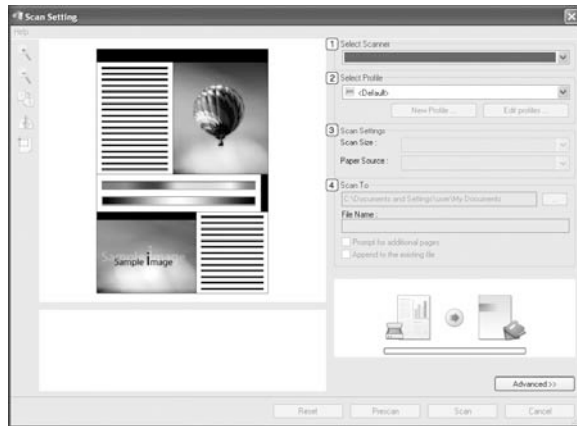 Scan Setting
Help
1 Select Scanner
2 Select Profile
<Default>
New Profile ... Edit profiles ...
3 Scan Settings
Scan Size :
Paper Source :
4 Scan To
C:\Documents and Settings\user\My Documents ...
File Name :
Prompt for additional pages
Append to the existing file
Sample Image
Sample image
Advanced >>
Reset Prescan Scan Cancel